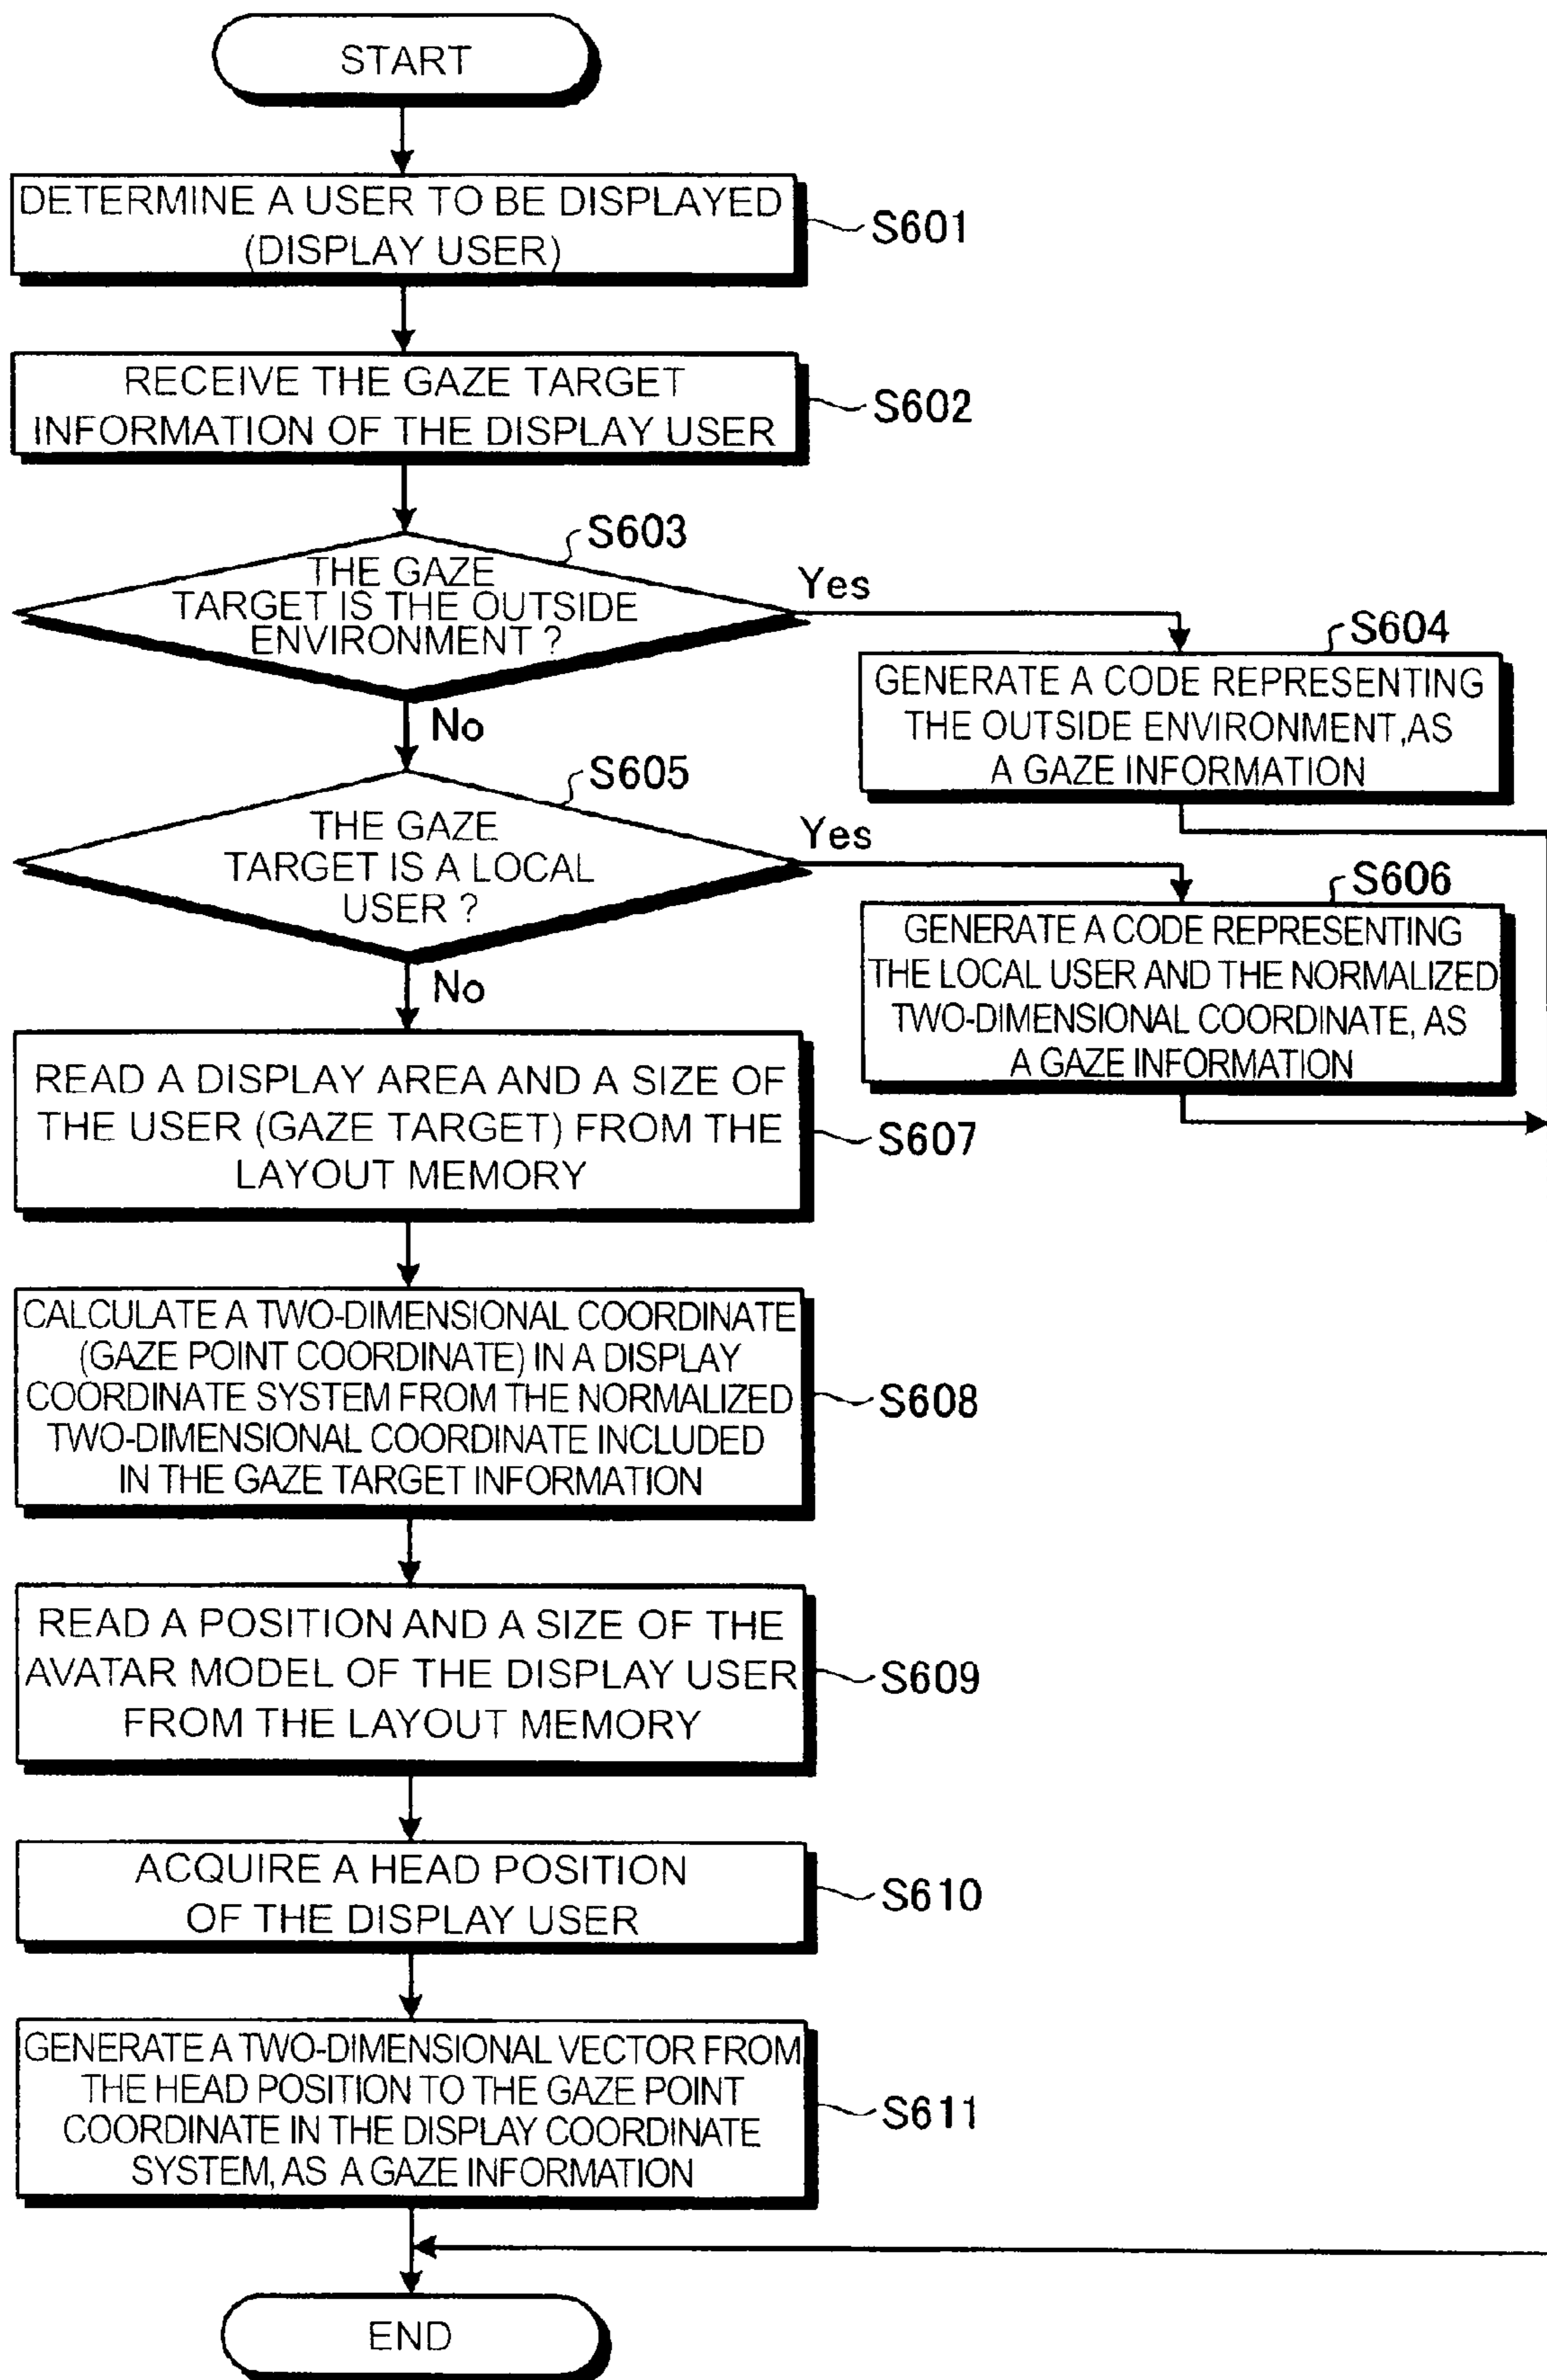 START
DETERMINE A USER TO BE DISPLAYED
(DISPLAY USER)
S601
RECEIVE THE GAZE TARGET
INFORMATION OF THE DISPLAY USER
S602
S603
THE GAZE
TARGET IS THE OUTSIDE
ENVIRONMENT ?
Yes
No
S604
GENERATE A CODE REPRESENTING
THE OUTSIDE ENVIRONMENT,AS
A GAZE INFORMATION
S605
THE GAZE
TARGET IS A LOCAL
USER ?
Yes
No
S606
GENERATE A CODE REPRESENTING
THE LOCAL USER AND THE NORMALIZED
TWO-DIMENSIONAL COORDINATE, AS
A GAZE INFORMATION
READ A DISPLAY AREA AND A SIZE OF
THE USER (GAZE TARGET) FROM THE
LAYOUT MEMORY
S607
CALCULATE A TWO-DIMENSIONAL COORDINATE
(GAZE POINT COORDINATE) IN A DISPLAY
COORDINATE SYSTEM FROM THE NORMALIZED
TWO-DIMENSIONAL COORDINATE INCLUDED
IN THE GAZE TARGET INFORMATION
S608
READ A POSITION AND A SIZE OF THE
AVATAR MODEL OF THE DISPLAY USER
FROM THE LAYOUT MEMORY
S609
ACQUIRE A HEAD POSITION
OF THE DISPLAY USER
S610
GENERATE A TWO-DIMENSIONAL VECTOR FROM
THE HEAD POSITION TO THE GAZE POINT
COORDINATE IN THE DISPLAY COORDINATE
SYSTEM, AS A GAZE INFORMATION
S611
END